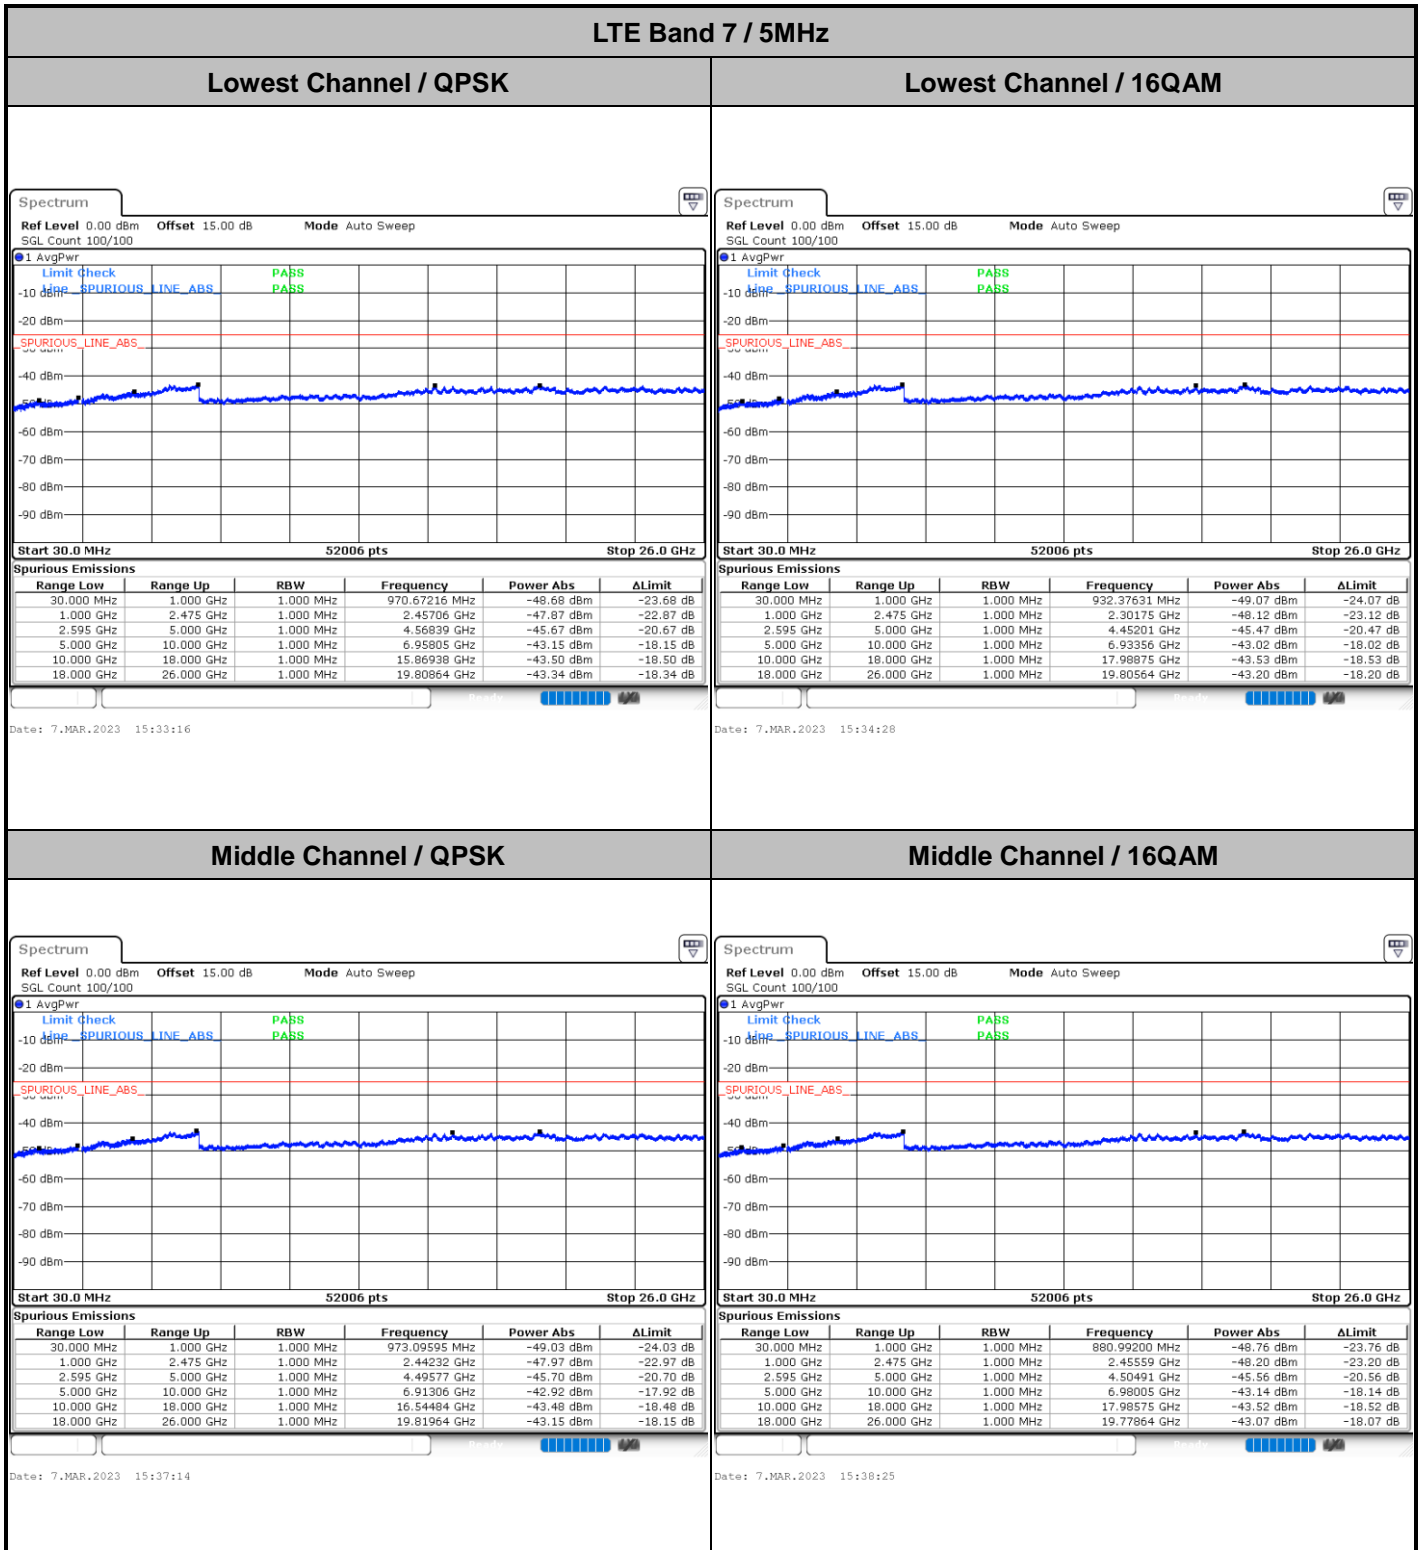 LTE Band 7 / 5MHz
Lowest Channel / QPSK
Lowest Channel / 16QAM
Spectrum
Ref Level 0.00 dBm Offset 15.00 dB Mode Auto Sweep
SGL Count 100/100
1 AvgPwr
Limit Check PASS
Line _SPURIOUS_LINE_ABS_ PASS
-10 dBm
-20 dBm
_SPURIOUS_LINE_ABS_
-30 dBm
-40 dBm
-50 dBm
-60 dBm
-70 dBm
-80 dBm
-90 dBm
Start 30.0 MHz 52006 pts Stop 26.0 GHz
Spurious Emissions
Range Low Range Up RBW Frequency Power Abs ΔLimit
30.000 MHz 1.000 GHz 1.000 MHz 970.67216 MHz -48.68 dBm -23.68 dB
1.000 GHz 2.475 GHz 1.000 MHz 2.45706 GHz -47.87 dBm -22.87 dB
2.595 GHz 5.000 GHz 1.000 MHz 4.56839 GHz -45.67 dBm -20.67 dB
5.000 GHz 10.000 GHz 1.000 MHz 6.95805 GHz -43.15 dBm -18.15 dB
10.000 GHz 18.000 GHz 1.000 MHz 15.86938 GHz -43.50 dBm -18.50 dB
18.000 GHz 26.000 GHz 1.000 MHz 19.80864 GHz -43.34 dBm -18.34 dB
Date: 7.MAR.2023 15:33:16
Spectrum
Ref Level 0.00 dBm Offset 15.00 dB Mode Auto Sweep
SGL Count 100/100
1 AvgPwr
Limit Check PASS
Line _SPURIOUS_LINE_ABS_ PASS
-10 dBm
-20 dBm
_SPURIOUS_LINE_ABS_
-30 dBm
-40 dBm
-50 dBm
-60 dBm
-70 dBm
-80 dBm
-90 dBm
Start 30.0 MHz 52006 pts Stop 26.0 GHz
Spurious Emissions
Range Low Range Up RBW Frequency Power Abs ΔLimit
30.000 MHz 1.000 GHz 1.000 MHz 932.37631 MHz -49.07 dBm -24.07 dB
1.000 GHz 2.475 GHz 1.000 MHz 2.30175 GHz -48.12 dBm -23.12 dB
2.595 GHz 5.000 GHz 1.000 MHz 4.45201 GHz -45.47 dBm -20.47 dB
5.000 GHz 10.000 GHz 1.000 MHz 6.93356 GHz -43.02 dBm -18.02 dB
10.000 GHz 18.000 GHz 1.000 MHz 17.98875 GHz -43.53 dBm -18.53 dB
18.000 GHz 26.000 GHz 1.000 MHz 19.80564 GHz -43.20 dBm -18.20 dB
Date: 7.MAR.2023 15:34:28
Middle Channel / QPSK
Middle Channel / 16QAM
Spectrum
Ref Level 0.00 dBm Offset 15.00 dB Mode Auto Sweep
SGL Count 100/100
1 AvgPwr
Limit Check PASS
Line _SPURIOUS_LINE_ABS_ PASS
-10 dBm
-20 dBm
_SPURIOUS_LINE_ABS_
-30 dBm
-40 dBm
-50 dBm
-60 dBm
-70 dBm
-80 dBm
-90 dBm
Start 30.0 MHz 52006 pts Stop 26.0 GHz
Spurious Emissions
Range Low Range Up RBW Frequency Power Abs ΔLimit
30.000 MHz 1.000 GHz 1.000 MHz 973.09595 MHz -49.03 dBm -24.03 dB
1.000 GHz 2.475 GHz 1.000 MHz 2.44232 GHz -47.97 dBm -22.97 dB
2.595 GHz 5.000 GHz 1.000 MHz 4.49577 GHz -45.70 dBm -20.70 dB
5.000 GHz 10.000 GHz 1.000 MHz 6.91306 GHz -42.92 dBm -17.92 dB
10.000 GHz 18.000 GHz 1.000 MHz 16.54484 GHz -43.48 dBm -18.48 dB
18.000 GHz 26.000 GHz 1.000 MHz 19.81964 GHz -43.15 dBm -18.15 dB
Date: 7.MAR.2023 15:37:14
Spectrum
Ref Level 0.00 dBm Offset 15.00 dB Mode Auto Sweep
SGL Count 100/100
1 AvgPwr
Limit Check PASS
Line _SPURIOUS_LINE_ABS_ PASS
-10 dBm
-20 dBm
_SPURIOUS_LINE_ABS_
-30 dBm
-40 dBm
-50 dBm
-60 dBm
-70 dBm
-80 dBm
-90 dBm
Start 30.0 MHz 52006 pts Stop 26.0 GHz
Spurious Emissions
Range Low Range Up RBW Frequency Power Abs ΔLimit
30.000 MHz 1.000 GHz 1.000 MHz 880.99200 MHz -48.76 dBm -23.76 dB
1.000 GHz 2.475 GHz 1.000 MHz 2.45559 GHz -48.20 dBm -23.20 dB
2.595 GHz 5.000 GHz 1.000 MHz 4.50491 GHz -45.56 dBm -20.56 dB
5.000 GHz 10.000 GHz 1.000 MHz 6.98005 GHz -43.14 dBm -18.14 dB
10.000 GHz 18.000 GHz 1.000 MHz 17.98575 GHz -43.52 dBm -18.52 dB
18.000 GHz 26.000 GHz 1.000 MHz 19.77864 GHz -43.07 dBm -18.07 dB
Date: 7.MAR.2023 15:38:25